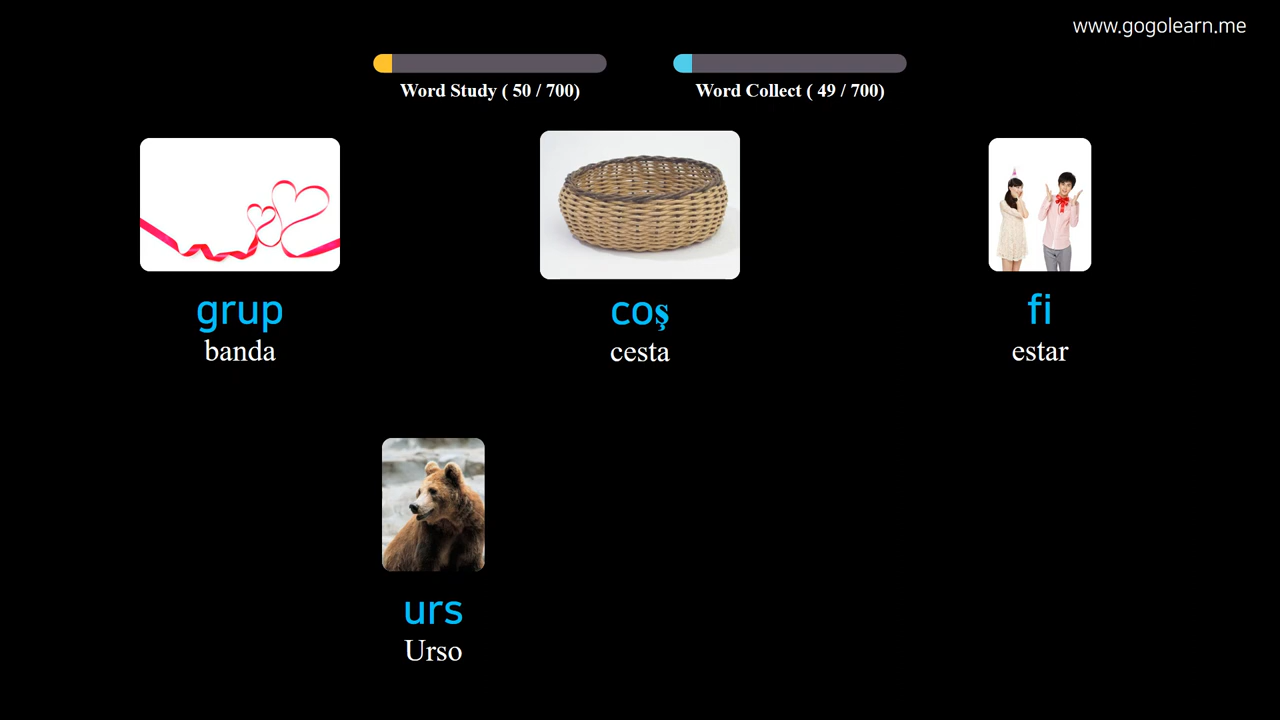 www.gogolearn.me
Word Study ( 50 / 700)
Word Collect ( 49 / 700)
grup
banda
coş
cesta
fi
estar
urs
Urso